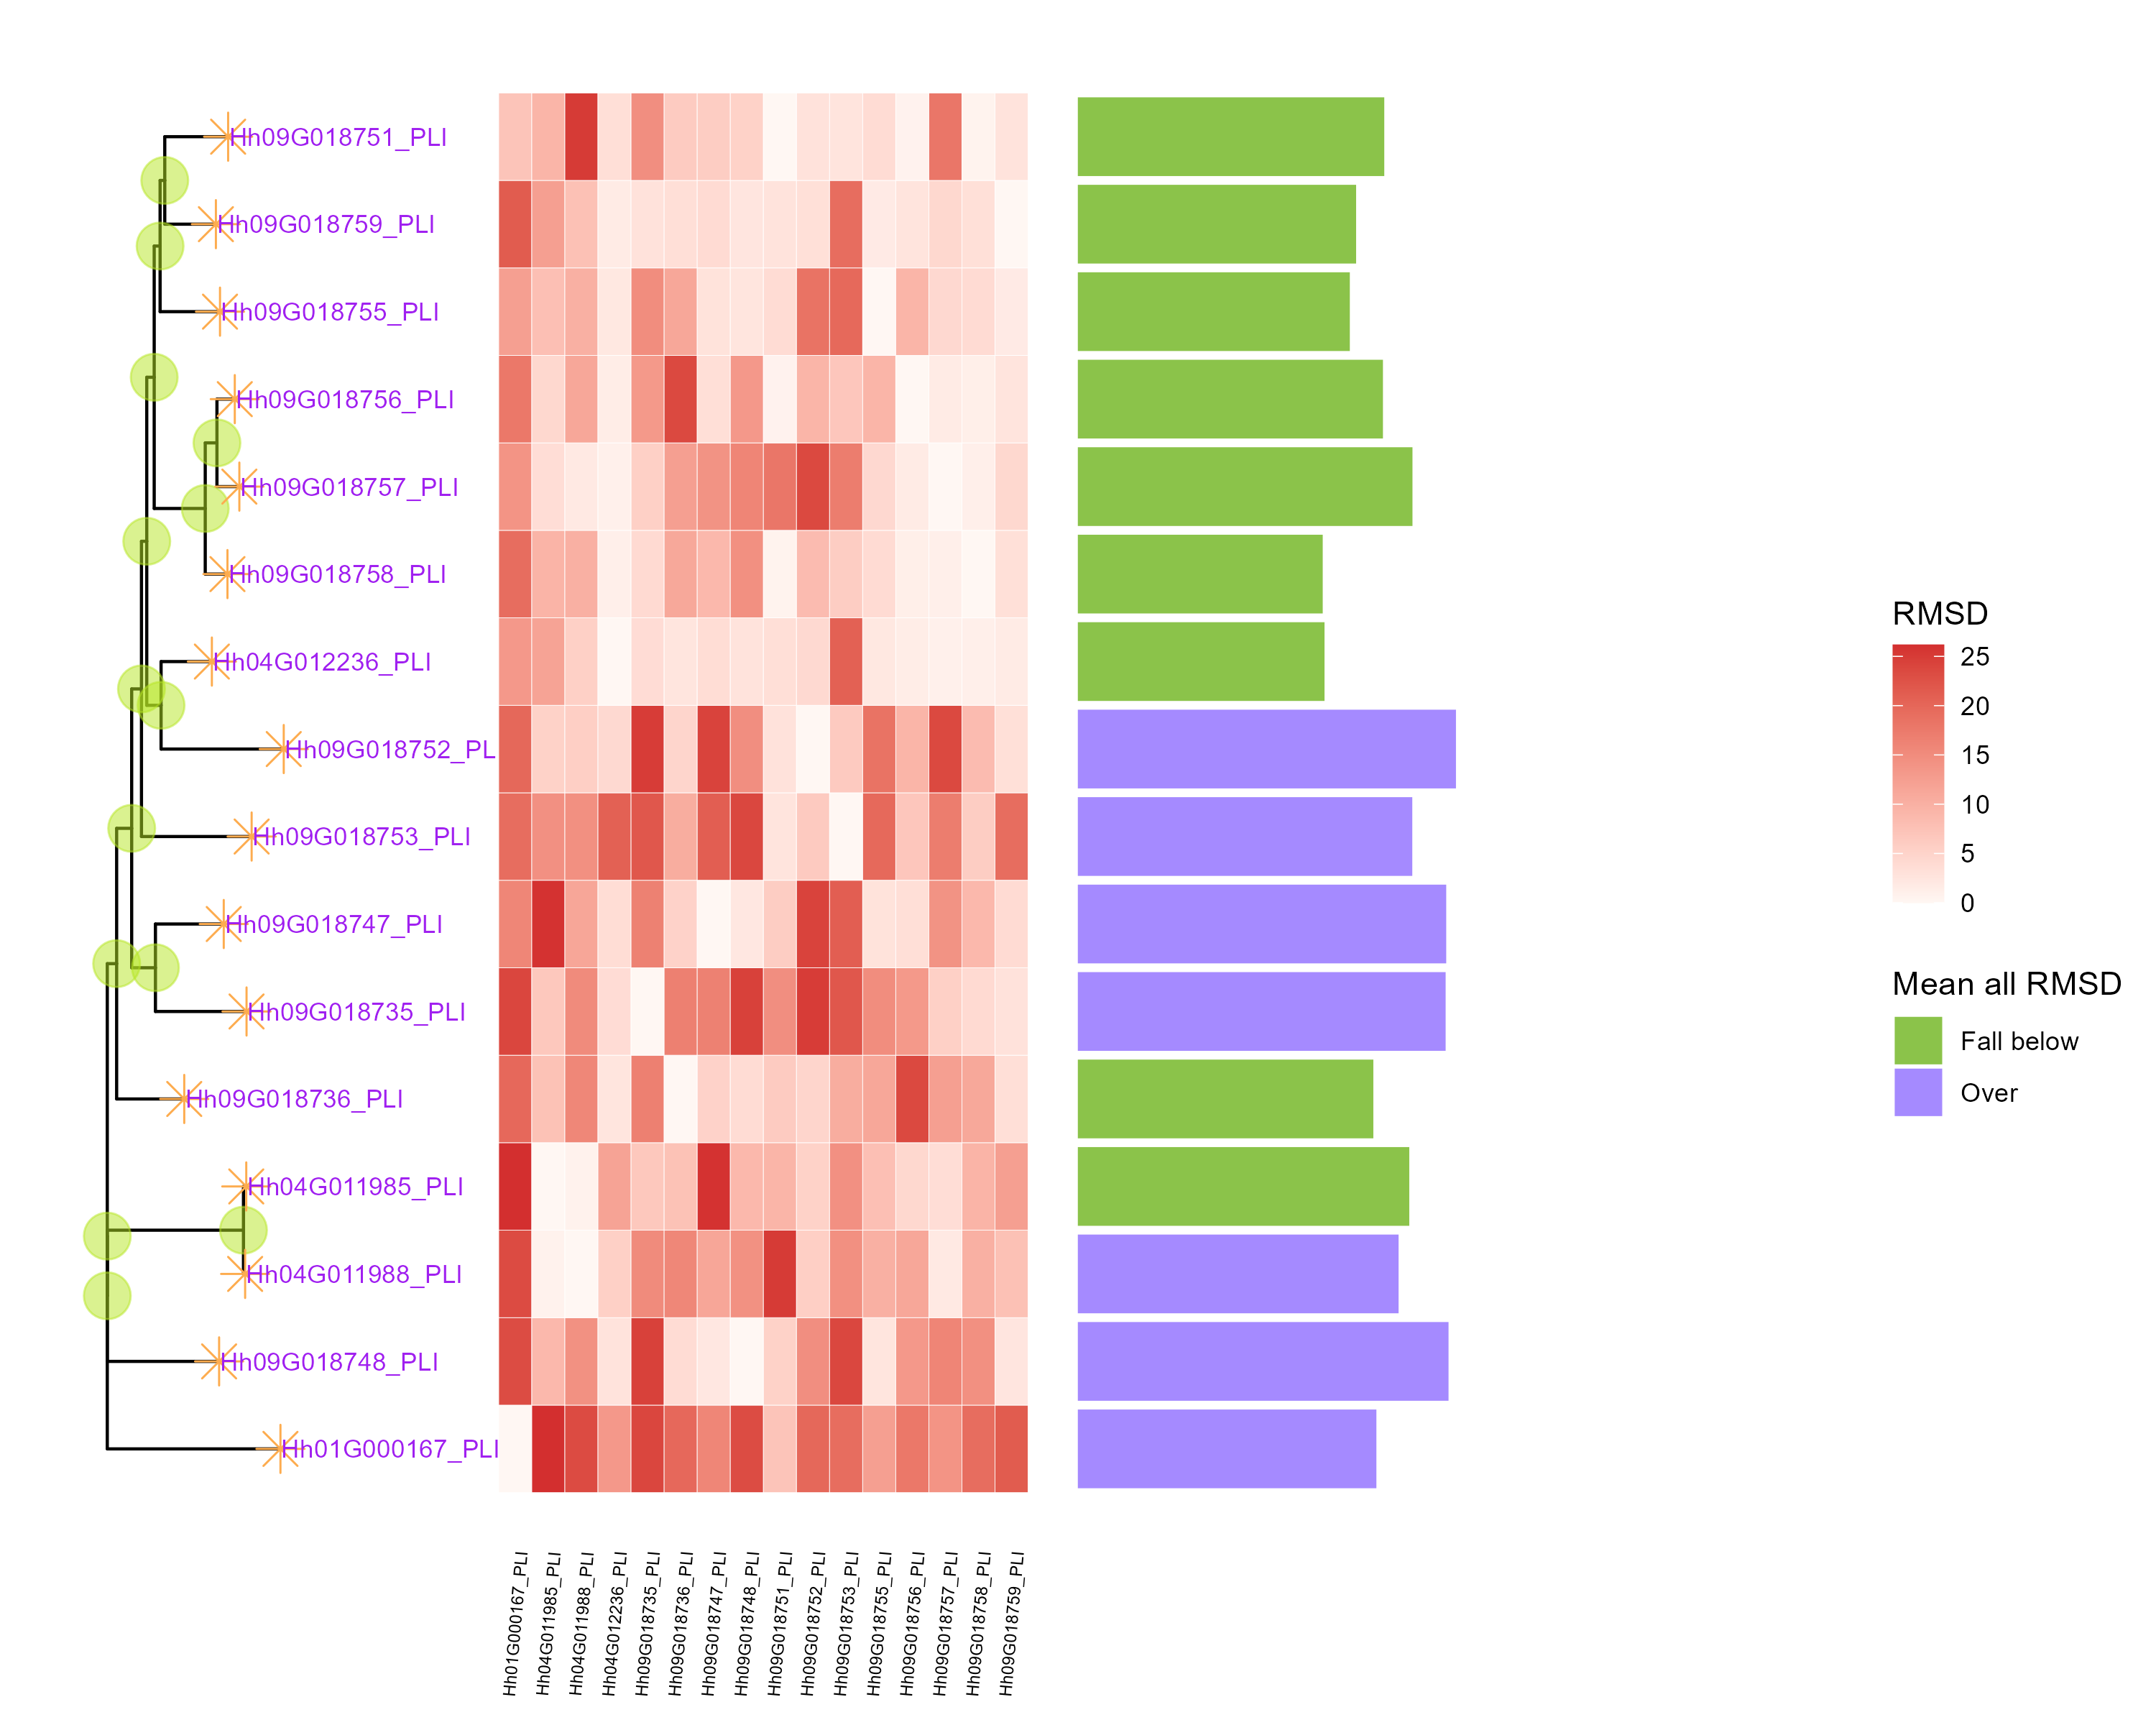 Hh09G018751_PLI
Hh09G018759_PLI
Hh09G018755_PLI
Hh09G018756_PLI
Hh09G018757_PLI
Hh09G018758_PLI
Hh04G012236_PLI
Hh09G018752_PL
Hh09G018753_PLI
Hh09G018747_PLI
Hh09G018735_PLI
Hh09G018736_PLI
Hh04G011985_PLI
Hh04G011988_PLI
Hh09G018748_PLI
Hh01G000167_PLI
RMSD
25
20
15
10
5
0
Mean all RMSD
Fall below
Over
Hh01G000167_PLI
Hh04G011985_PLI
Hh04G011988_PLI
Hh04G012236_PLI
Hh09G018735_PLI
Hh09G018736_PLI
Hh09G018747_PLI
Hh09G018748_PLI
Hh09G018751_PLI
Hh09G018752_PLI
Hh09G018753_PLI
Hh09G018755_PLI
Hh09G018756_PLI
Hh09G018757_PLI
Hh09G018758_PLI
Hh09G018759_PLI